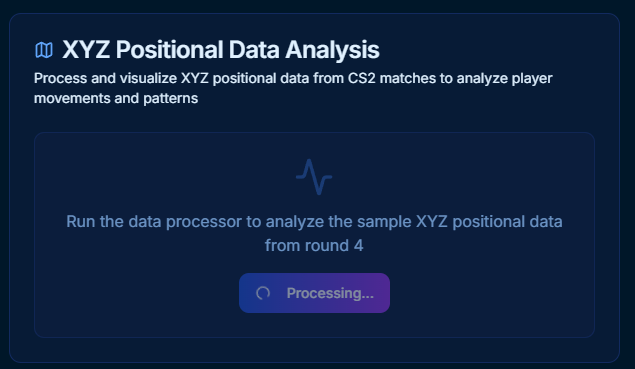 XYZ Positional Data Analysis
Process and visualize XYZ positional data from CS2 matches to analyze player
movements and patterns
Run the data processor to analyze the sample XYZ positional data
from round 4
Processing...